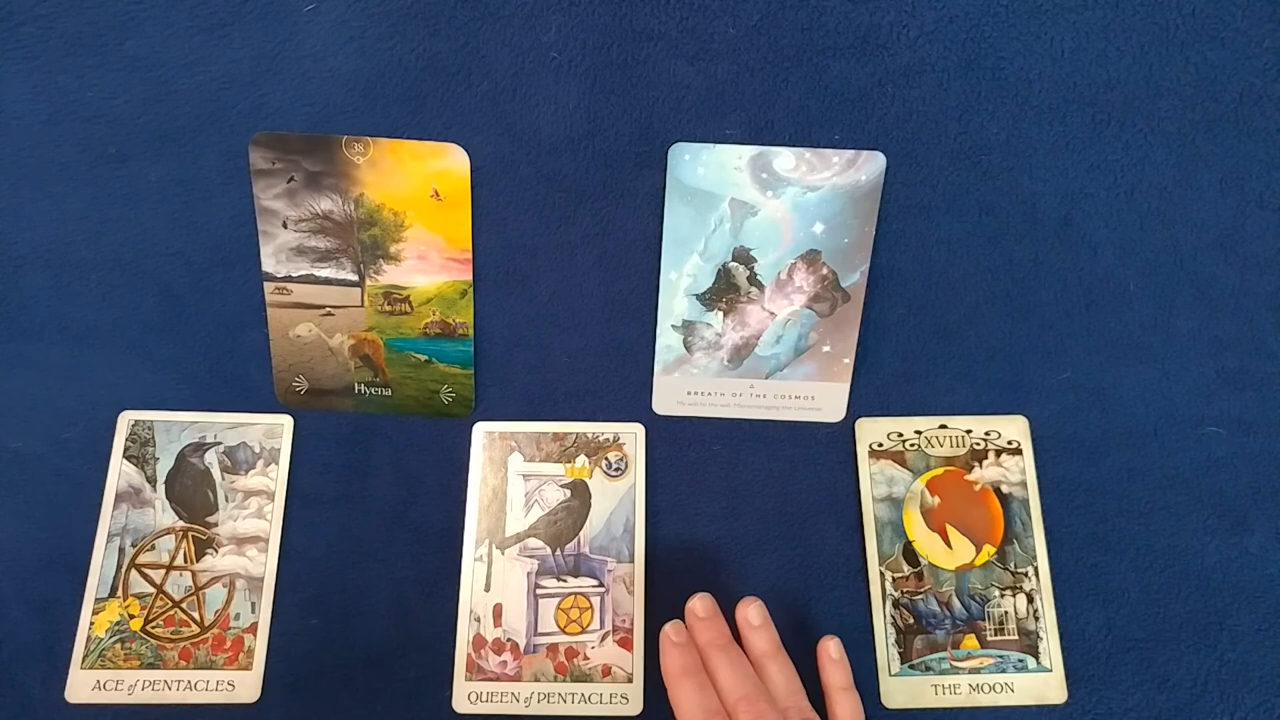 38
Hyena
BREATH OF THE COSMOS
ACE of PENTACLES
QUEEN of PENTACLES
XVIII
THE MOON